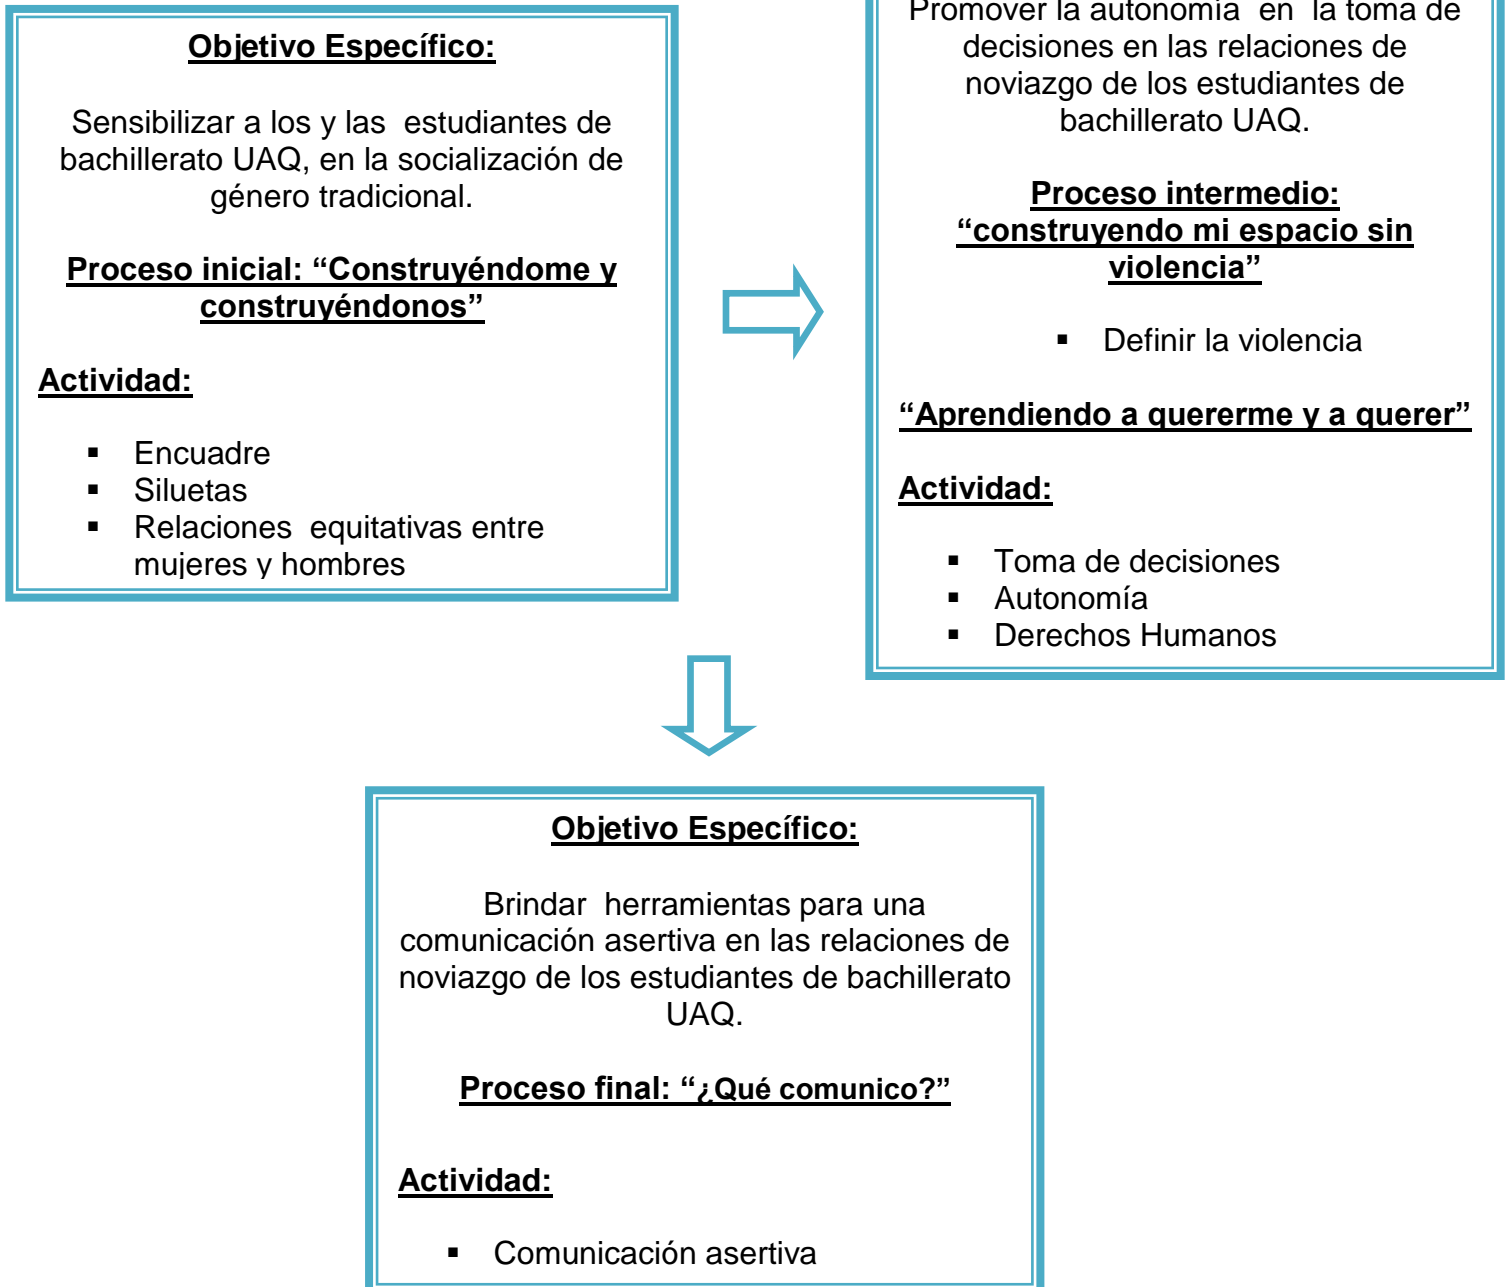 Objetivo Específico:
Sensibilizar a los y las estudiantes de
bachillerato UAQ, en la socialización de
género tradicional.
Proceso inicial: “Construyéndome y
construyéndonos”
Actividad:
▪ Encuadre
▪ Siluetas
▪ Relaciones equitativas entre
mujeres y hombres
Promover la autonomía en la toma de
decisiones en las relaciones de
noviazgo de los estudiantes de
bachillerato UAQ.
Proceso intermedio:
“construyendo mi espacio sin
violencia”
▪ Definir la violencia
“Aprendiendo a quererme y a querer”
Actividad:
▪ Toma de decisiones
▪ Autonomía
▪ Derechos Humanos
Objetivo Específico:
Brindar herramientas para una
comunicación asertiva en las relaciones de
noviazgo de los estudiantes de bachillerato
UAQ.
Proceso final: “¿Qué comunico?”
Actividad:
▪ Comunicación asertiva